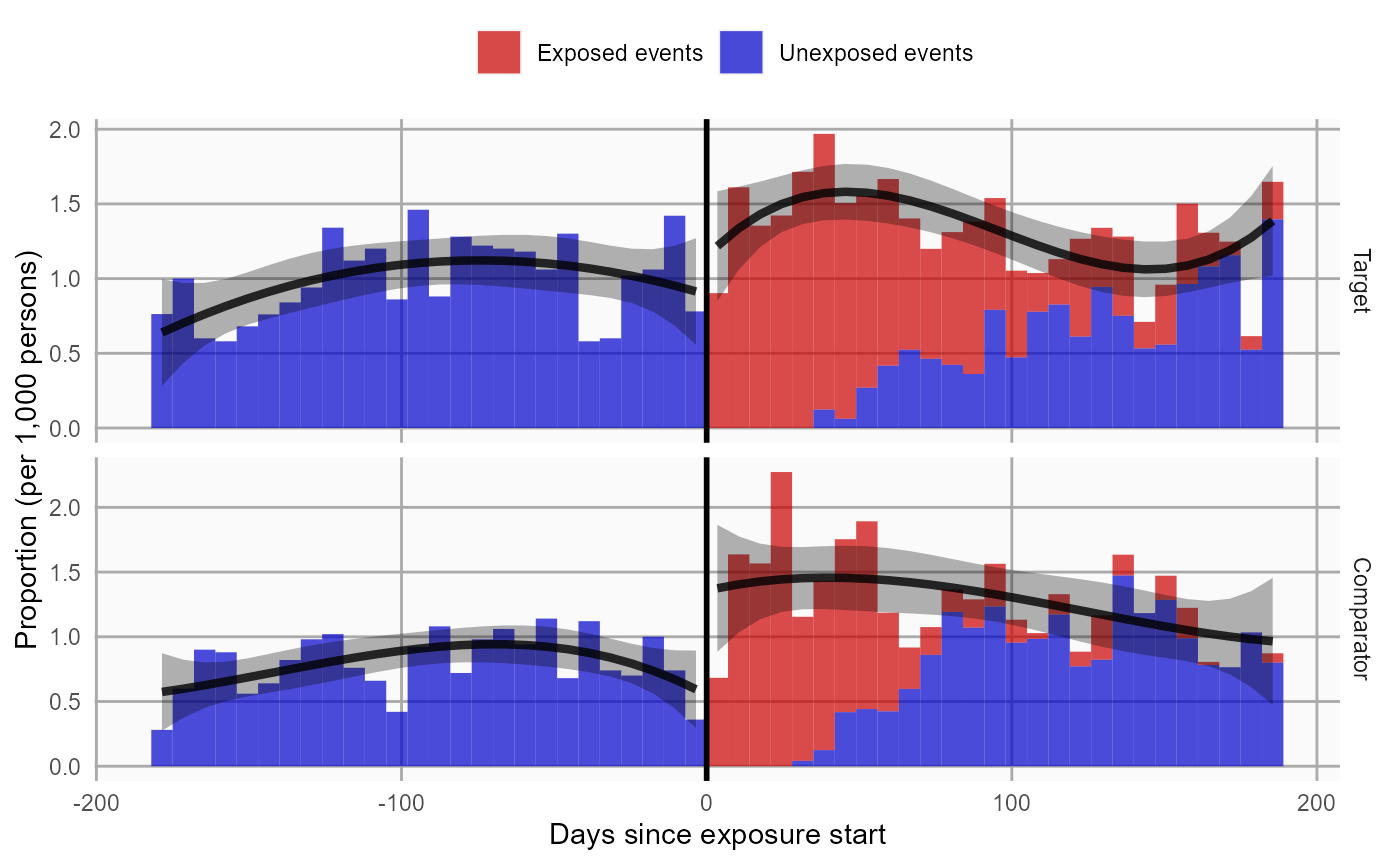 Exposed events Unexposed events
Proportion (per 1,000 persons)
2.0
1.5
1.0
0.5
0.0
Target
2.0
1.5
1.0
0.5
0.0
Comparator
-200 -100 0 100 200
Days since exposure start